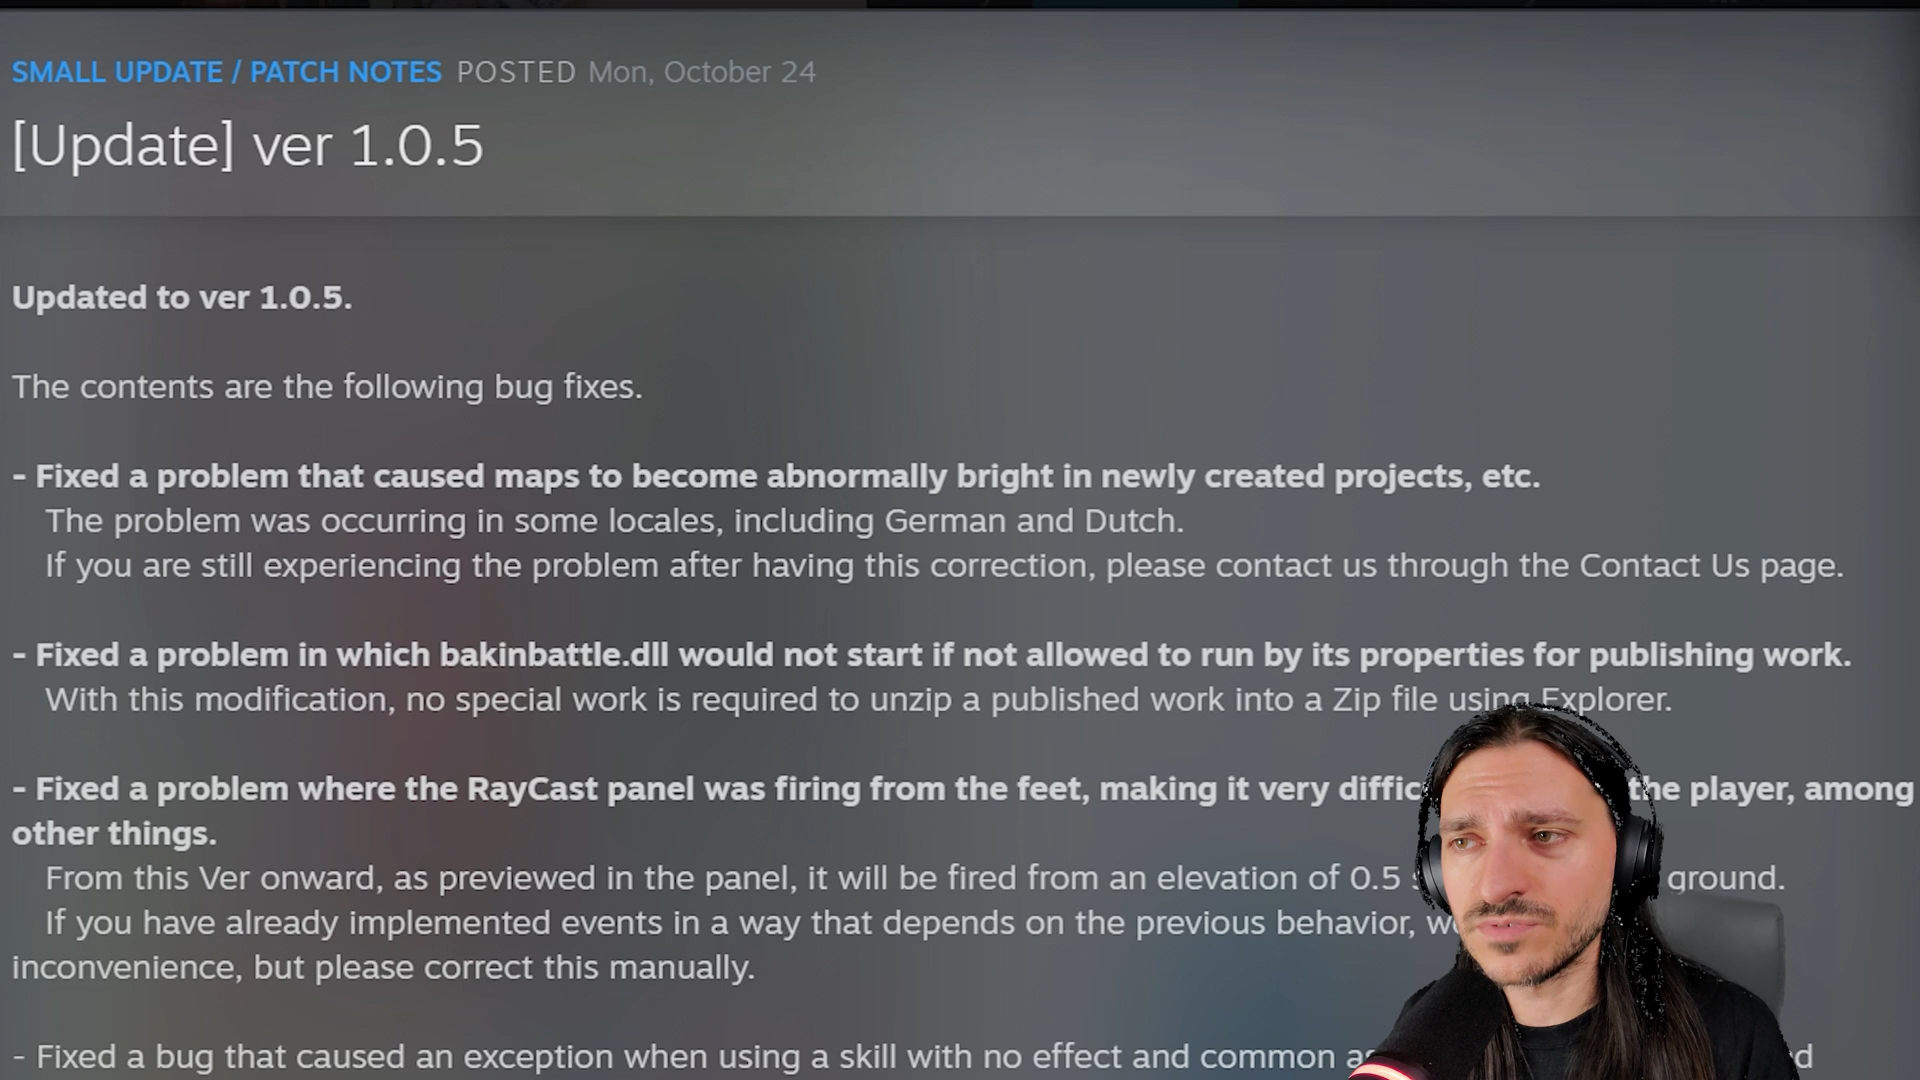 SMALL UPDATE / PATCH NOTES POSTED Mon, October 24
[Update] ver 1.0.5
Updated to ver 1.0.5.
The contents are the following bug fixes.
- Fixed a problem that caused maps to become abnormally bright in newly created projects, etc.
The problem was occurring in some locales, including German and Dutch.
If you are still experiencing the problem after having this correction, please contact us through the Contact Us page.
- Fixed a problem in which bakinbattle.dll would not start if not allowed to run by its properties for publishing work.
With this modification, no special work is required to unzip a published work into a Zip file using Explorer.
- Fixed a problem where the RayCast panel was firing from the feet, making it very the player, among
other things.
From this Ver onward, as previewed in the panel, it will be fired from an elevation of 0.5 ground.
If you have already implemented events in a way that depends on the previous behavior,
inconvenience, but please correct this manually.
- Fixed a bug that caused an exception when using a skill with no effect and common